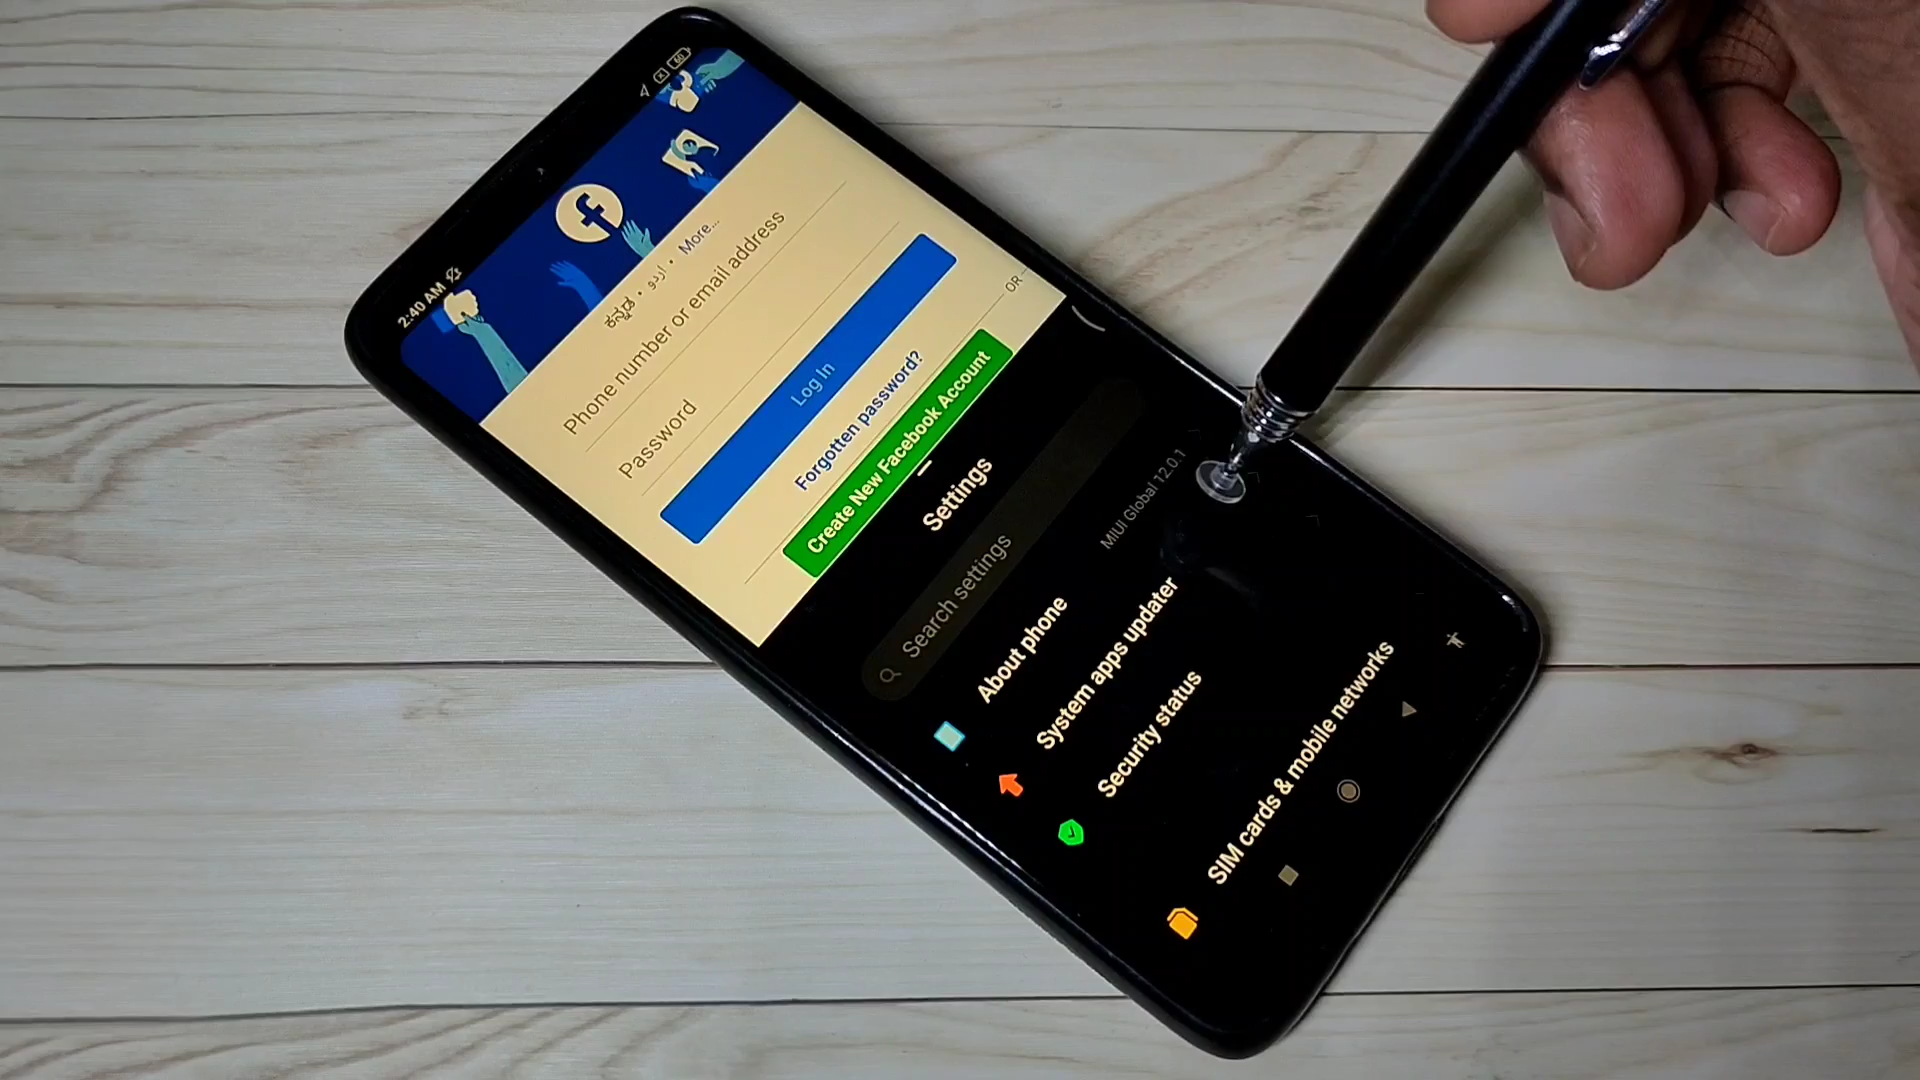 2:40 AM
60
f
ಕನ್ನಡ • اردو • More...
Phone number or email address
Password
Log In
Forgotten password?
OR
Create New Facebook Account
Settings
Search settings
About phone MIUI Global 12.0.1
System apps updater
Security status
SIM cards & mobile networks